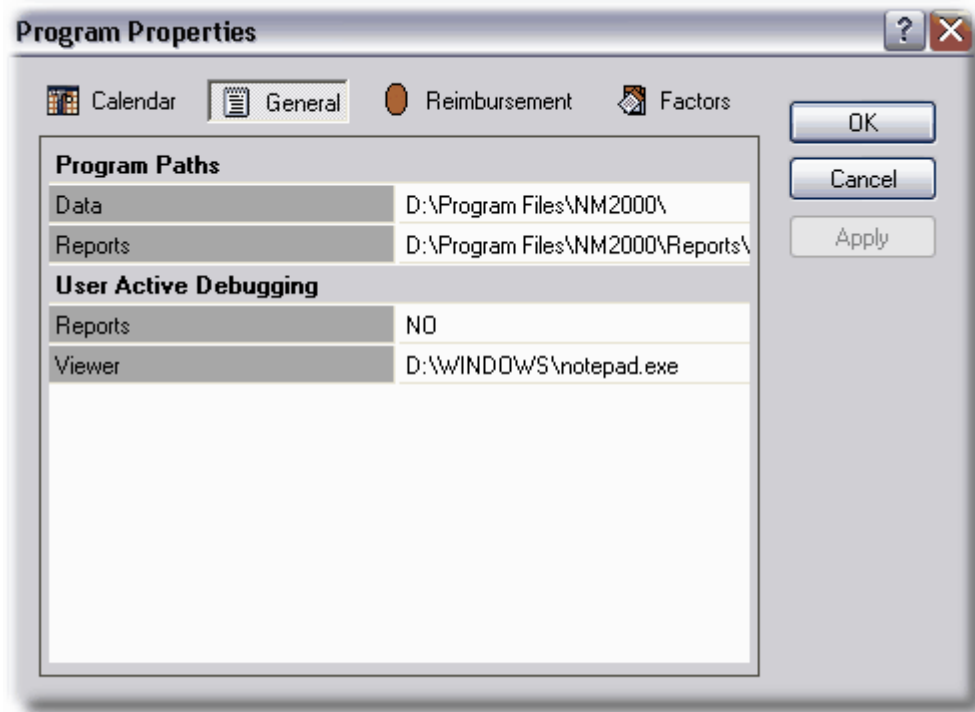 Program Properties
Calendar General Reimbursement Factors
OK
Cancel
Apply
Program Paths
Data D:\Program Files\NM2000\
Reports D:\Program Files\NM2000\Reports\
User Active Debugging
Reports NO
Viewer D:\WINDOWS\notepad.exe